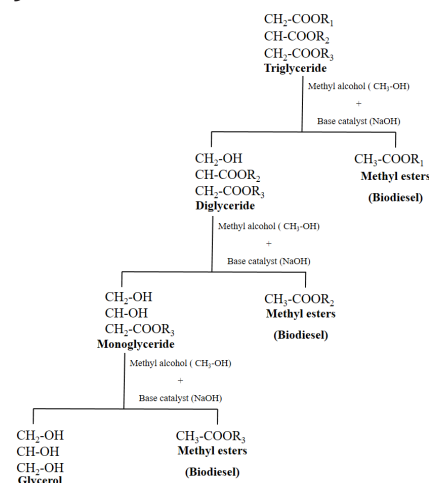 CH₂-COOR₁
CH-COOR₂
CH₂-COOR₃
Triglyceride
Methyl alcohol ( CH₃-OH)
+
Base catalyst (NaOH)
CH₂-OH
CH-COOR₂
CH₂-COOR₃
Diglyceride
CH₃-COOR₁
Methyl esters
(Biodiesel)
Methyl alcohol ( CH₃-OH)
+
Base catalyst (NaOH)
CH₂-OH
CH-OH
CH₂-COOR₃
Monoglyceride
CH₃-COOR₂
Methyl esters
(Biodiesel)
Methyl alcohol ( CH₃-OH)
+
Base catalyst (NaOH)
CH₂-OH
CH-OH
CH₂-OH
Glycerol
CH₃-COOR₃
Methyl esters
(Biodiesel)